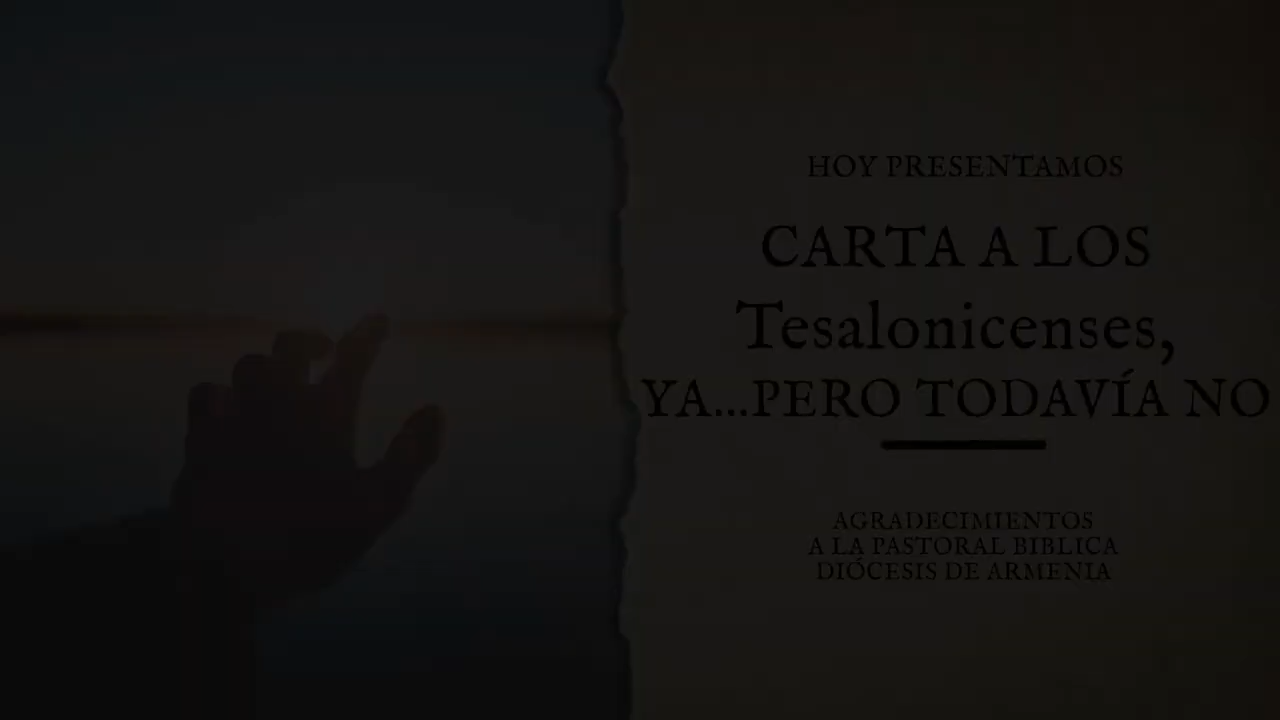 HOY PRESENTAMOS
CARTA A LOS
Tesalonicenses,
YA...PERO TODAVÍA NO
AGRADECIMIENTOS
A LA PASTORAL BIBLICA
DIÓCESIS DE ARMENIA